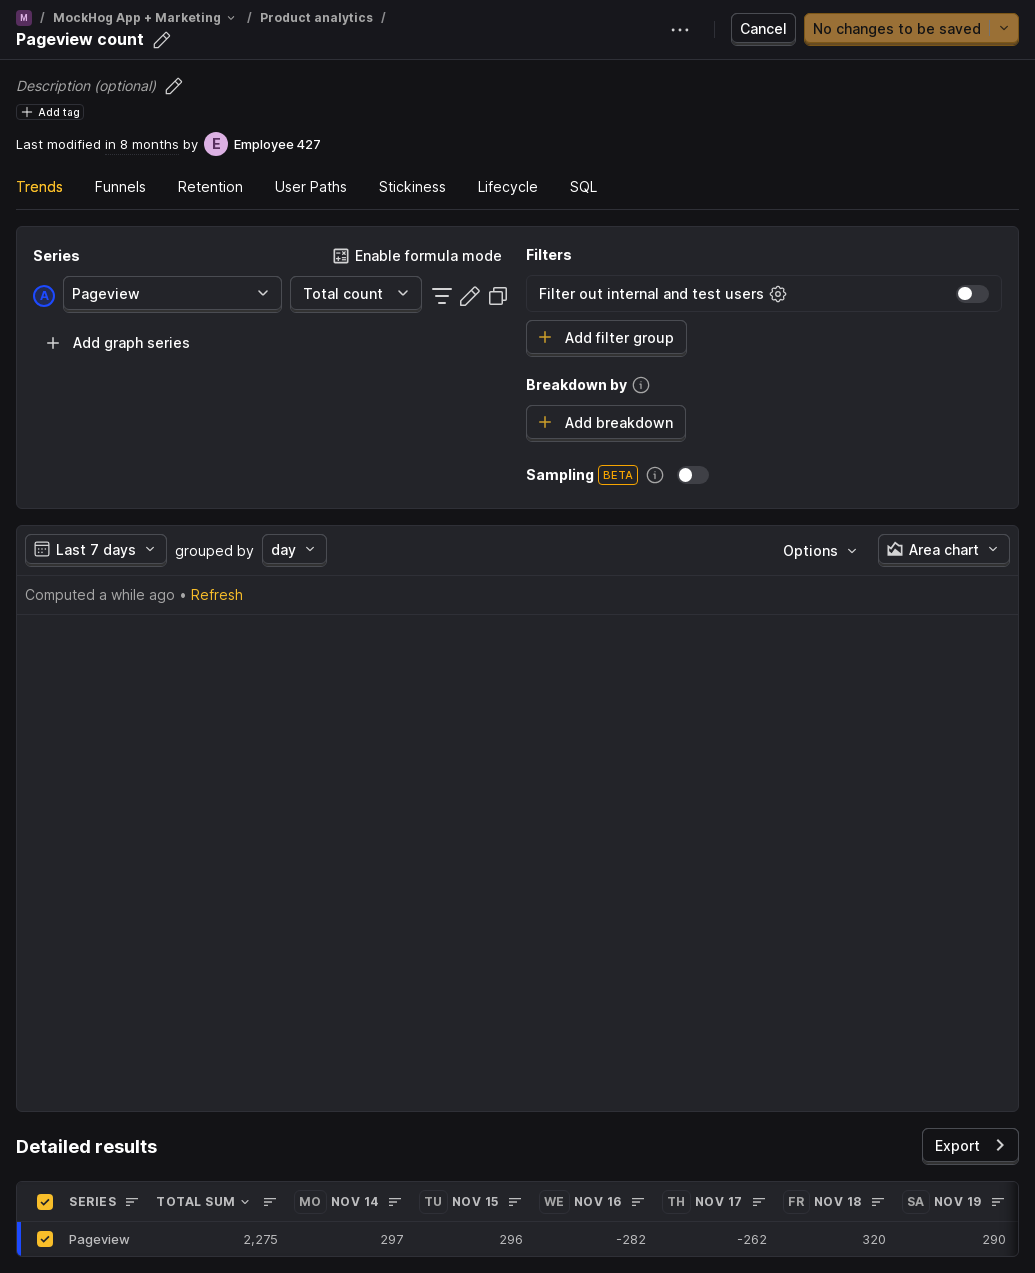 M / MockHog App + Marketing / Product analytics /
Pageview count
Cancel
No changes to be saved
Description (optional)
Add tag
Last modified in 8 months by E Employee 427
Trends Funnels Retention User Paths Stickiness Lifecycle SQL
Series
Enable formula mode
A Pageview Total count
Add graph series
Filters
Filter out internal and test users
Add filter group
Breakdown by
Add breakdown
Sampling BETA
Last 7 days grouped by day Options Area chart
Computed a while ago • Refresh
Detailed results
Export
SERIES TOTAL SUM MO NOV 14 TU NOV 15 WE NOV 16 TH NOV 17 FR NOV 18 SA NOV 19
Pageview 2,275 297 296 -282 -262 320 290